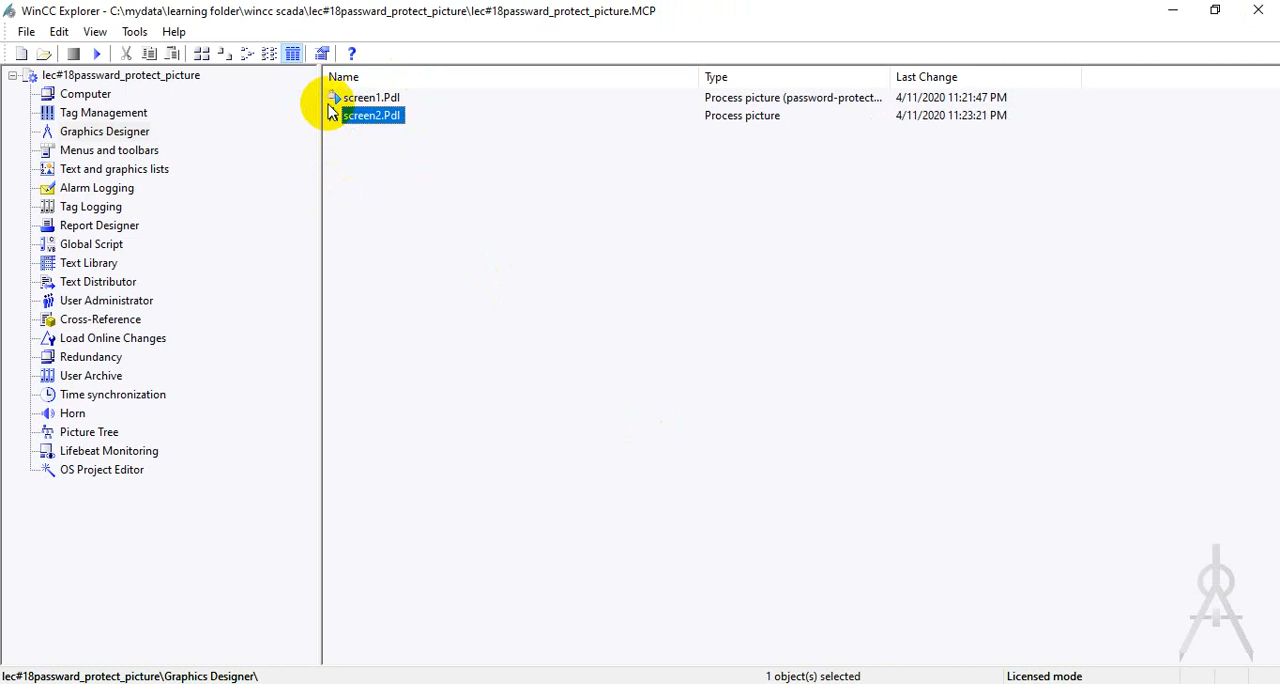 WinCC Explorer - C:\mydata\learning folder\wincc scada\lec#18passward_protect_picture\lec#18passward_protect_picture.MCP
File Edit View Tools Help
lec#18passward_protect_picture
Computer
Tag Management
Graphics Designer
Menus and toolbars
Text and graphics lists
Alarm Logging
Tag Logging
Report Designer
Global Script
Text Library
Text Distributor
User Administrator
Cross-Reference
Load Online Changes
Redundancy
User Archive
Time synchronization
Horn
Picture Tree
Lifebeat Monitoring
OS Project Editor
Name Type Last Change
screen1.Pdl Process picture (password-protect... 4/11/2020 11:21:47 PM
screen2.Pdl Process picture 4/11/2020 11:23:21 PM
lec#18passward_protect_picture\Graphics Designer\ 1 object(s) selected Licensed mode